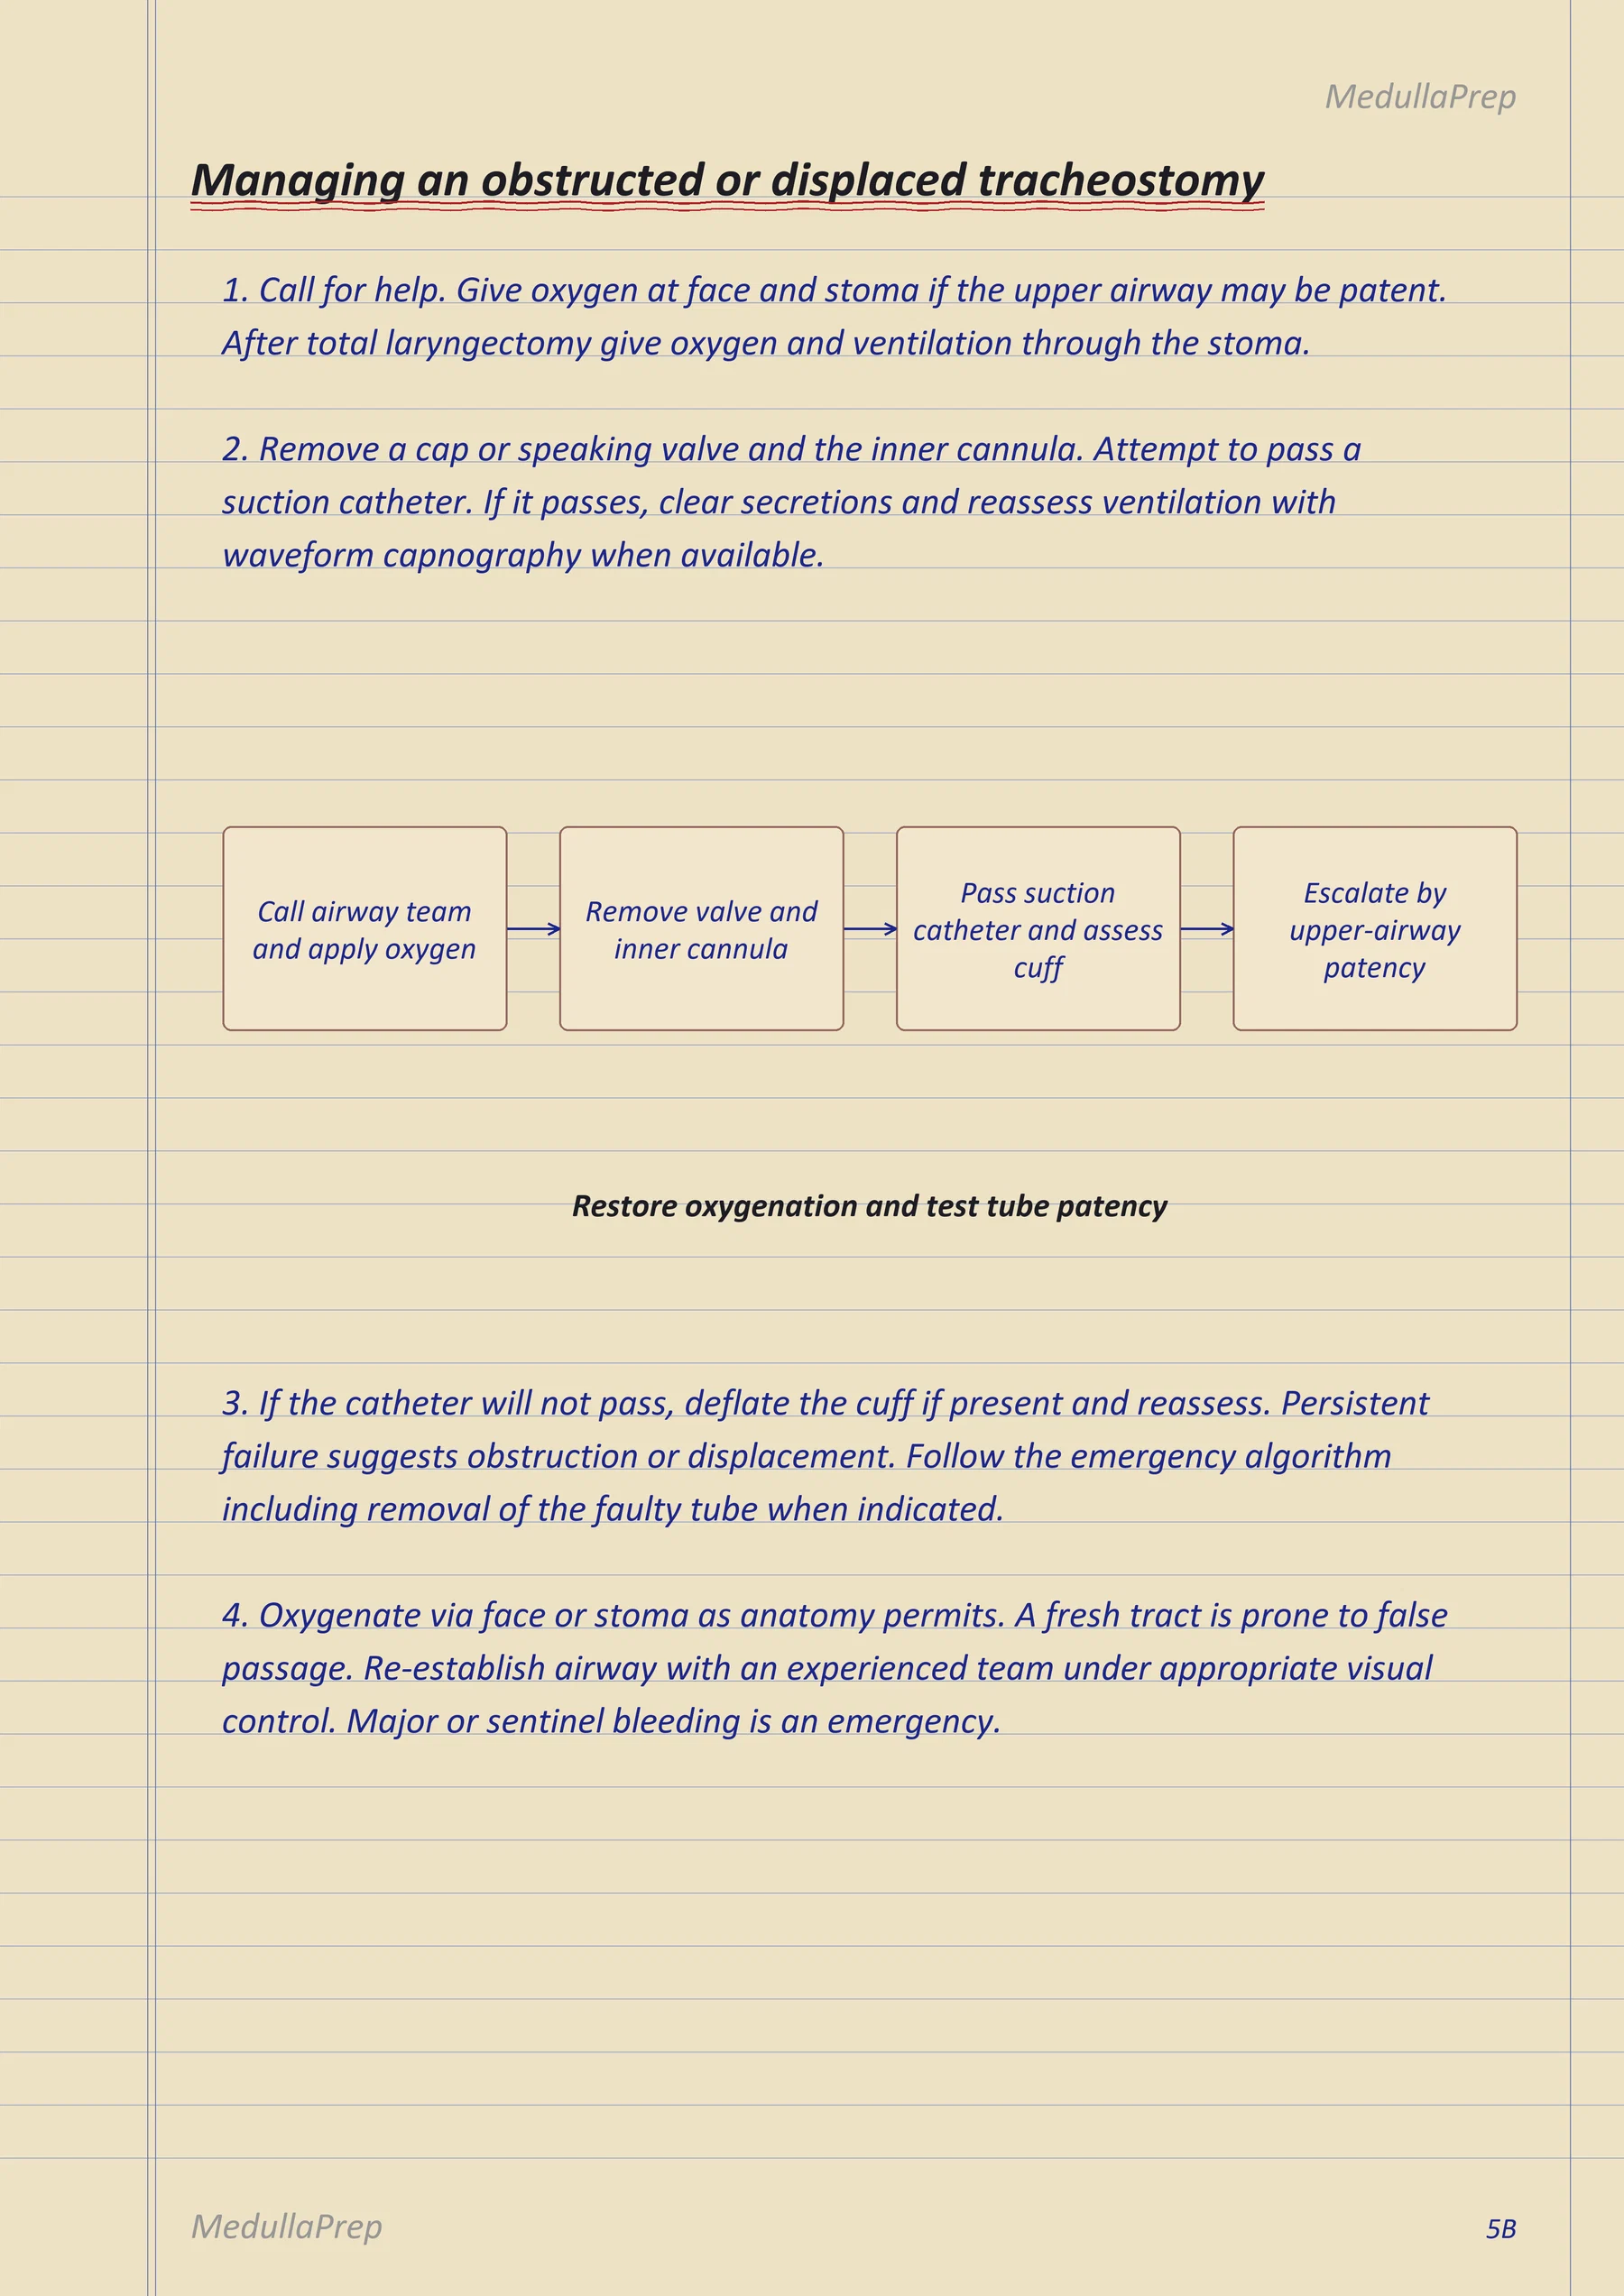 MedullaPrep
Managing an obstructed or displaced tracheostomy
1. Call for help. Give oxygen at face and stoma if the upper airway may be patent.
After total laryngectomy give oxygen and ventilation through the stoma.
2. Remove a cap or speaking valve and the inner cannula. Attempt to pass a
suction catheter. If it passes, clear secretions and reassess ventilation with
waveform capnography when available.
Call airway team
and apply oxygen
Remove valve and
inner cannula
Pass suction
catheter and assess
cuff
Escalate by
upper-airway
patency
Restore oxygenation and test tube patency
3. If the catheter will not pass, deflate the cuff if present and reassess. Persistent
failure suggests obstruction or displacement. Follow the emergency algorithm
including removal of the faulty tube when indicated.
4. Oxygenate via face or stoma as anatomy permits. A fresh tract is prone to false
passage. Re-establish airway with an experienced team under appropriate visual
control. Major or sentinel bleeding is an emergency.
MedullaPrep
5B